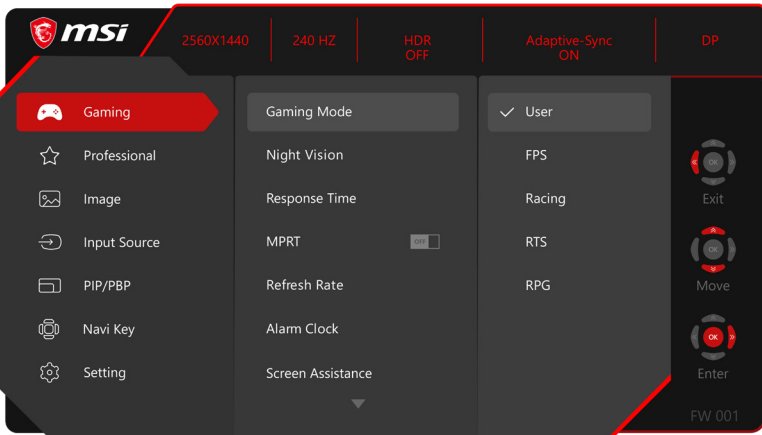 msi
2560X1440
240 HZ
HDR
OFF
Adaptive-Sync
ON
DP
Gaming
Professional
Image
Input Source
PIP/PBP
Navi Key
Setting
Gaming Mode
Night Vision
Response Time
MPRT
OFF
Refresh Rate
Alarm Clock
Screen Assistance
User
FPS
Racing
RTS
RPG
OK
Exit
OK
Move
OK
Enter
FW 001